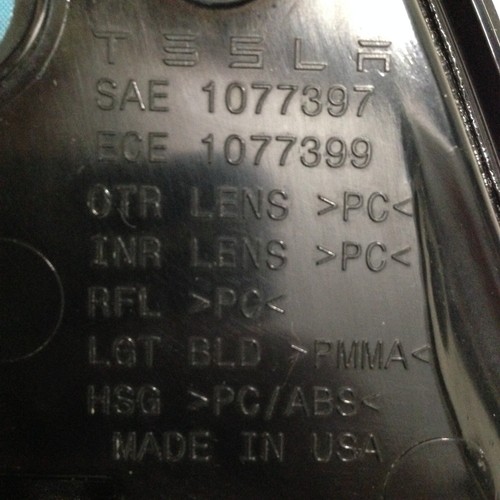 TESLA
SAE 1077397
ECE 1077399
OTR LENS >PC<
INR LENS >PC<
RFL >PC<
LGT BLD >PMMA<
HSG >PC/ABS<
MADE IN USA